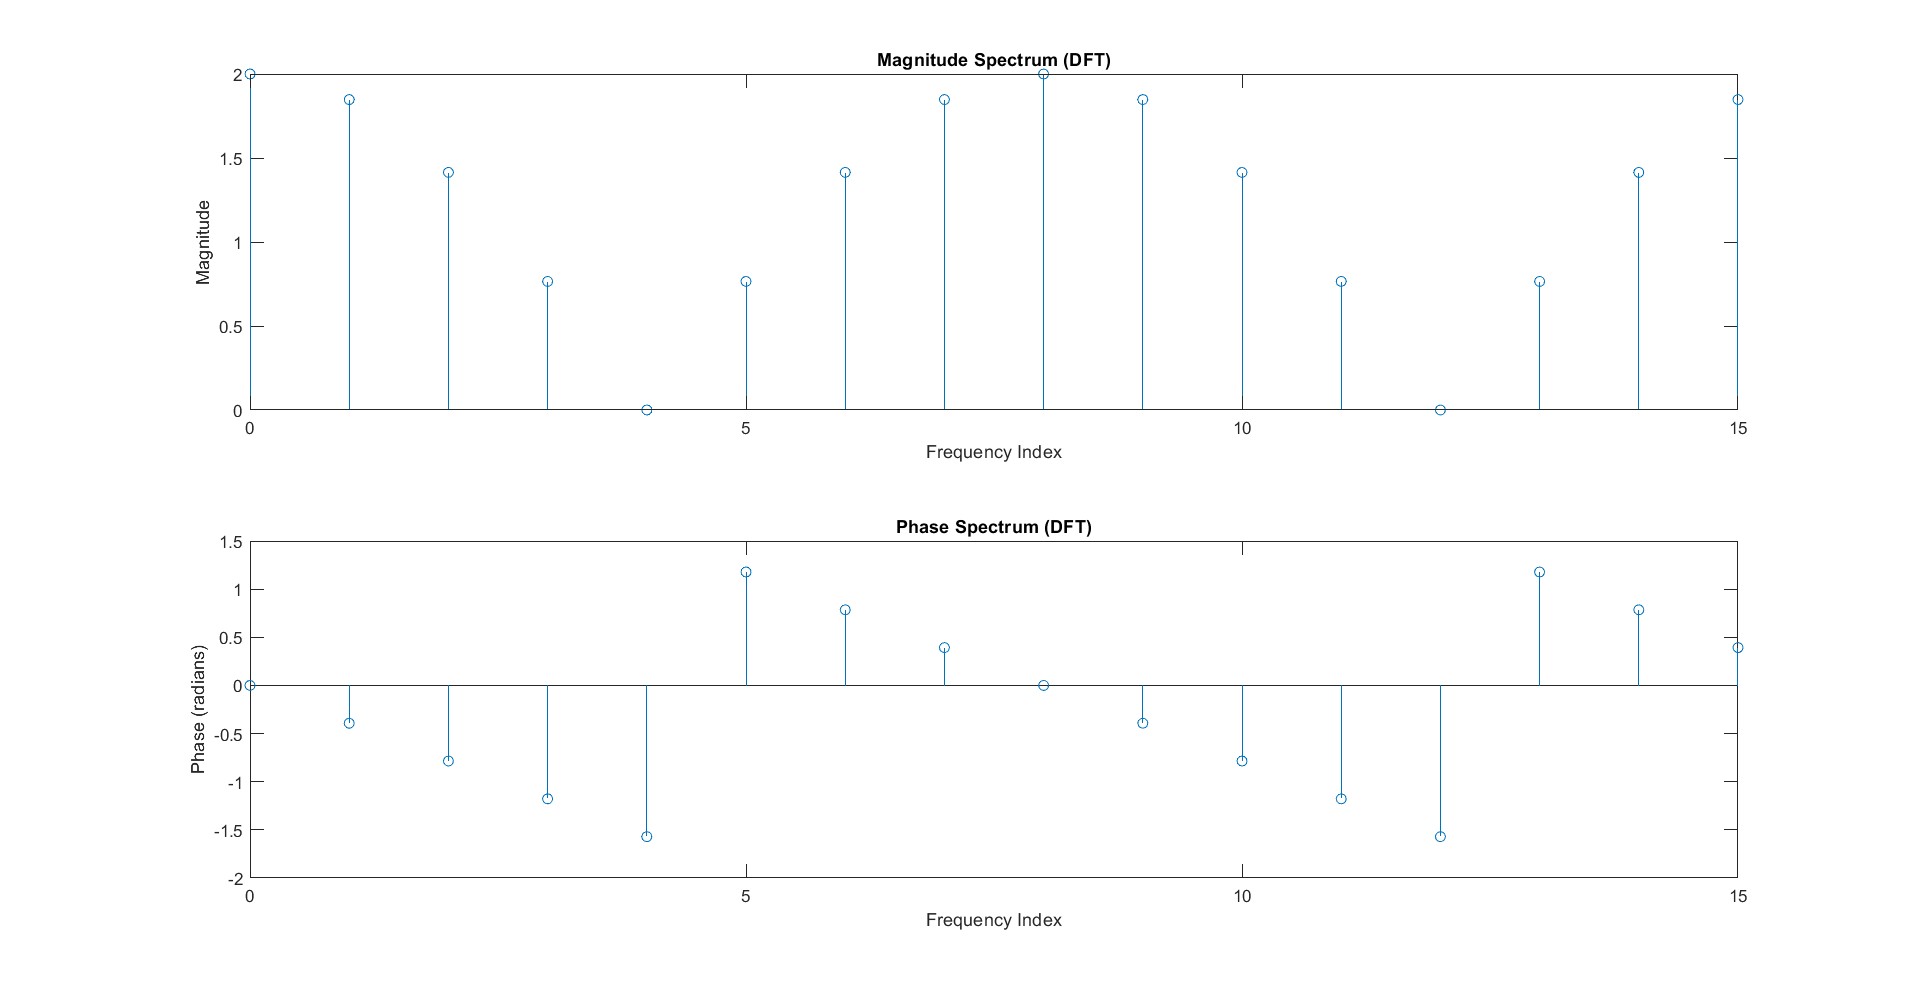 Magnitude Spectrum (DFT)
2
1.5
1
0.5
0
Magnitude
0 5 10 15
Frequency Index
Phase Spectrum (DFT)
1.5
1
0.5
0
-0.5
-1
-1.5
-2
Phase (radians)
0 5 10 15
Frequency Index